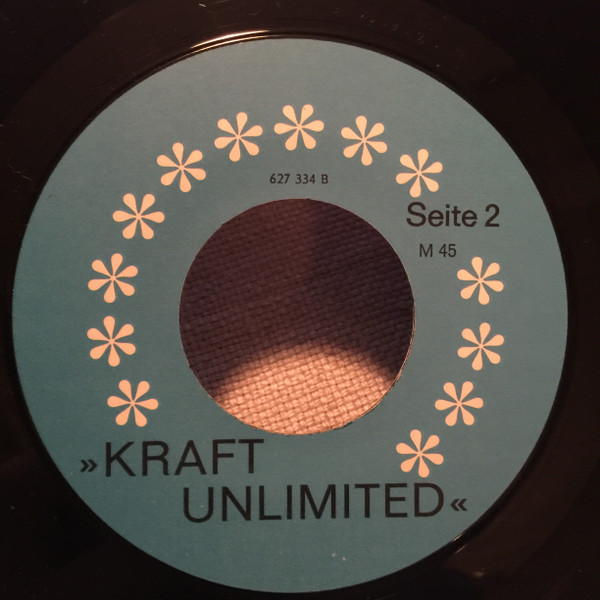 627 334 B
Seite 2
M 45
»KRAFT
UNLIMITED«